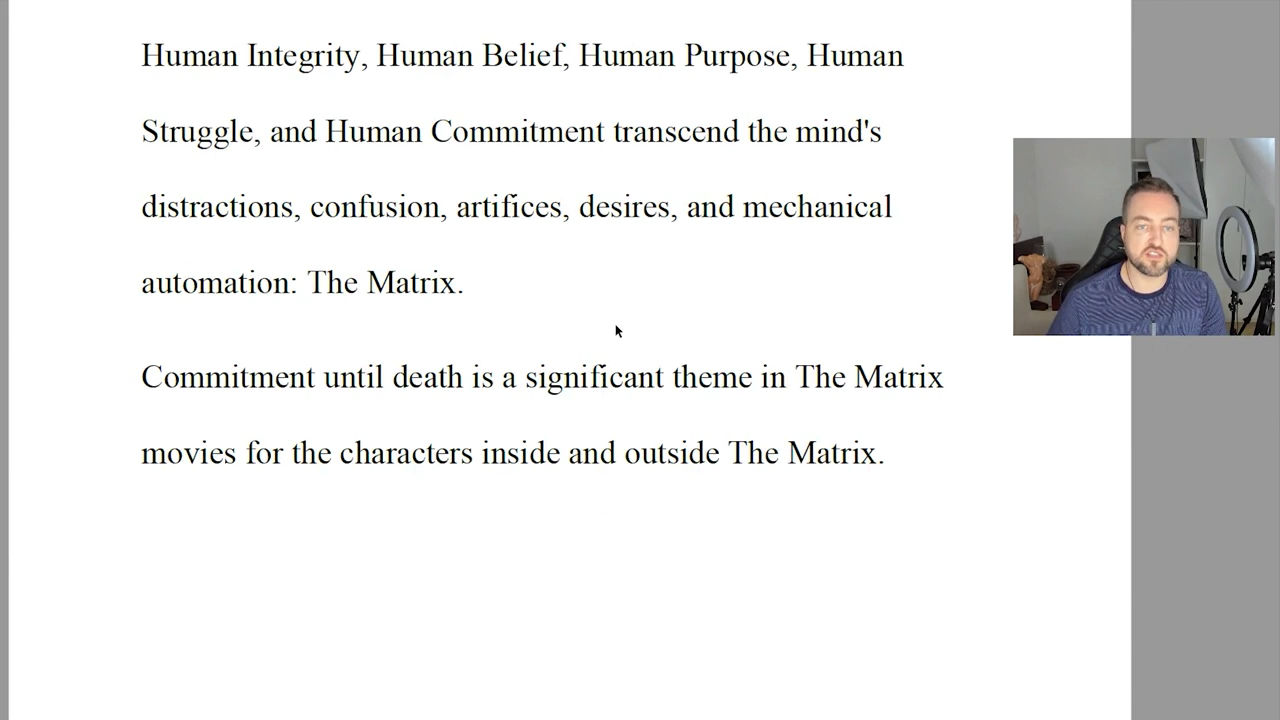 Human Integrity, Human Belief, Human Purpose, Human
Struggle, and Human Commitment transcend the mind's
distractions, confusion, artifices, desires, and mechanical
automation: The Matrix.
Commitment until death is a significant theme in The Matrix
movies for the characters inside and outside The Matrix.